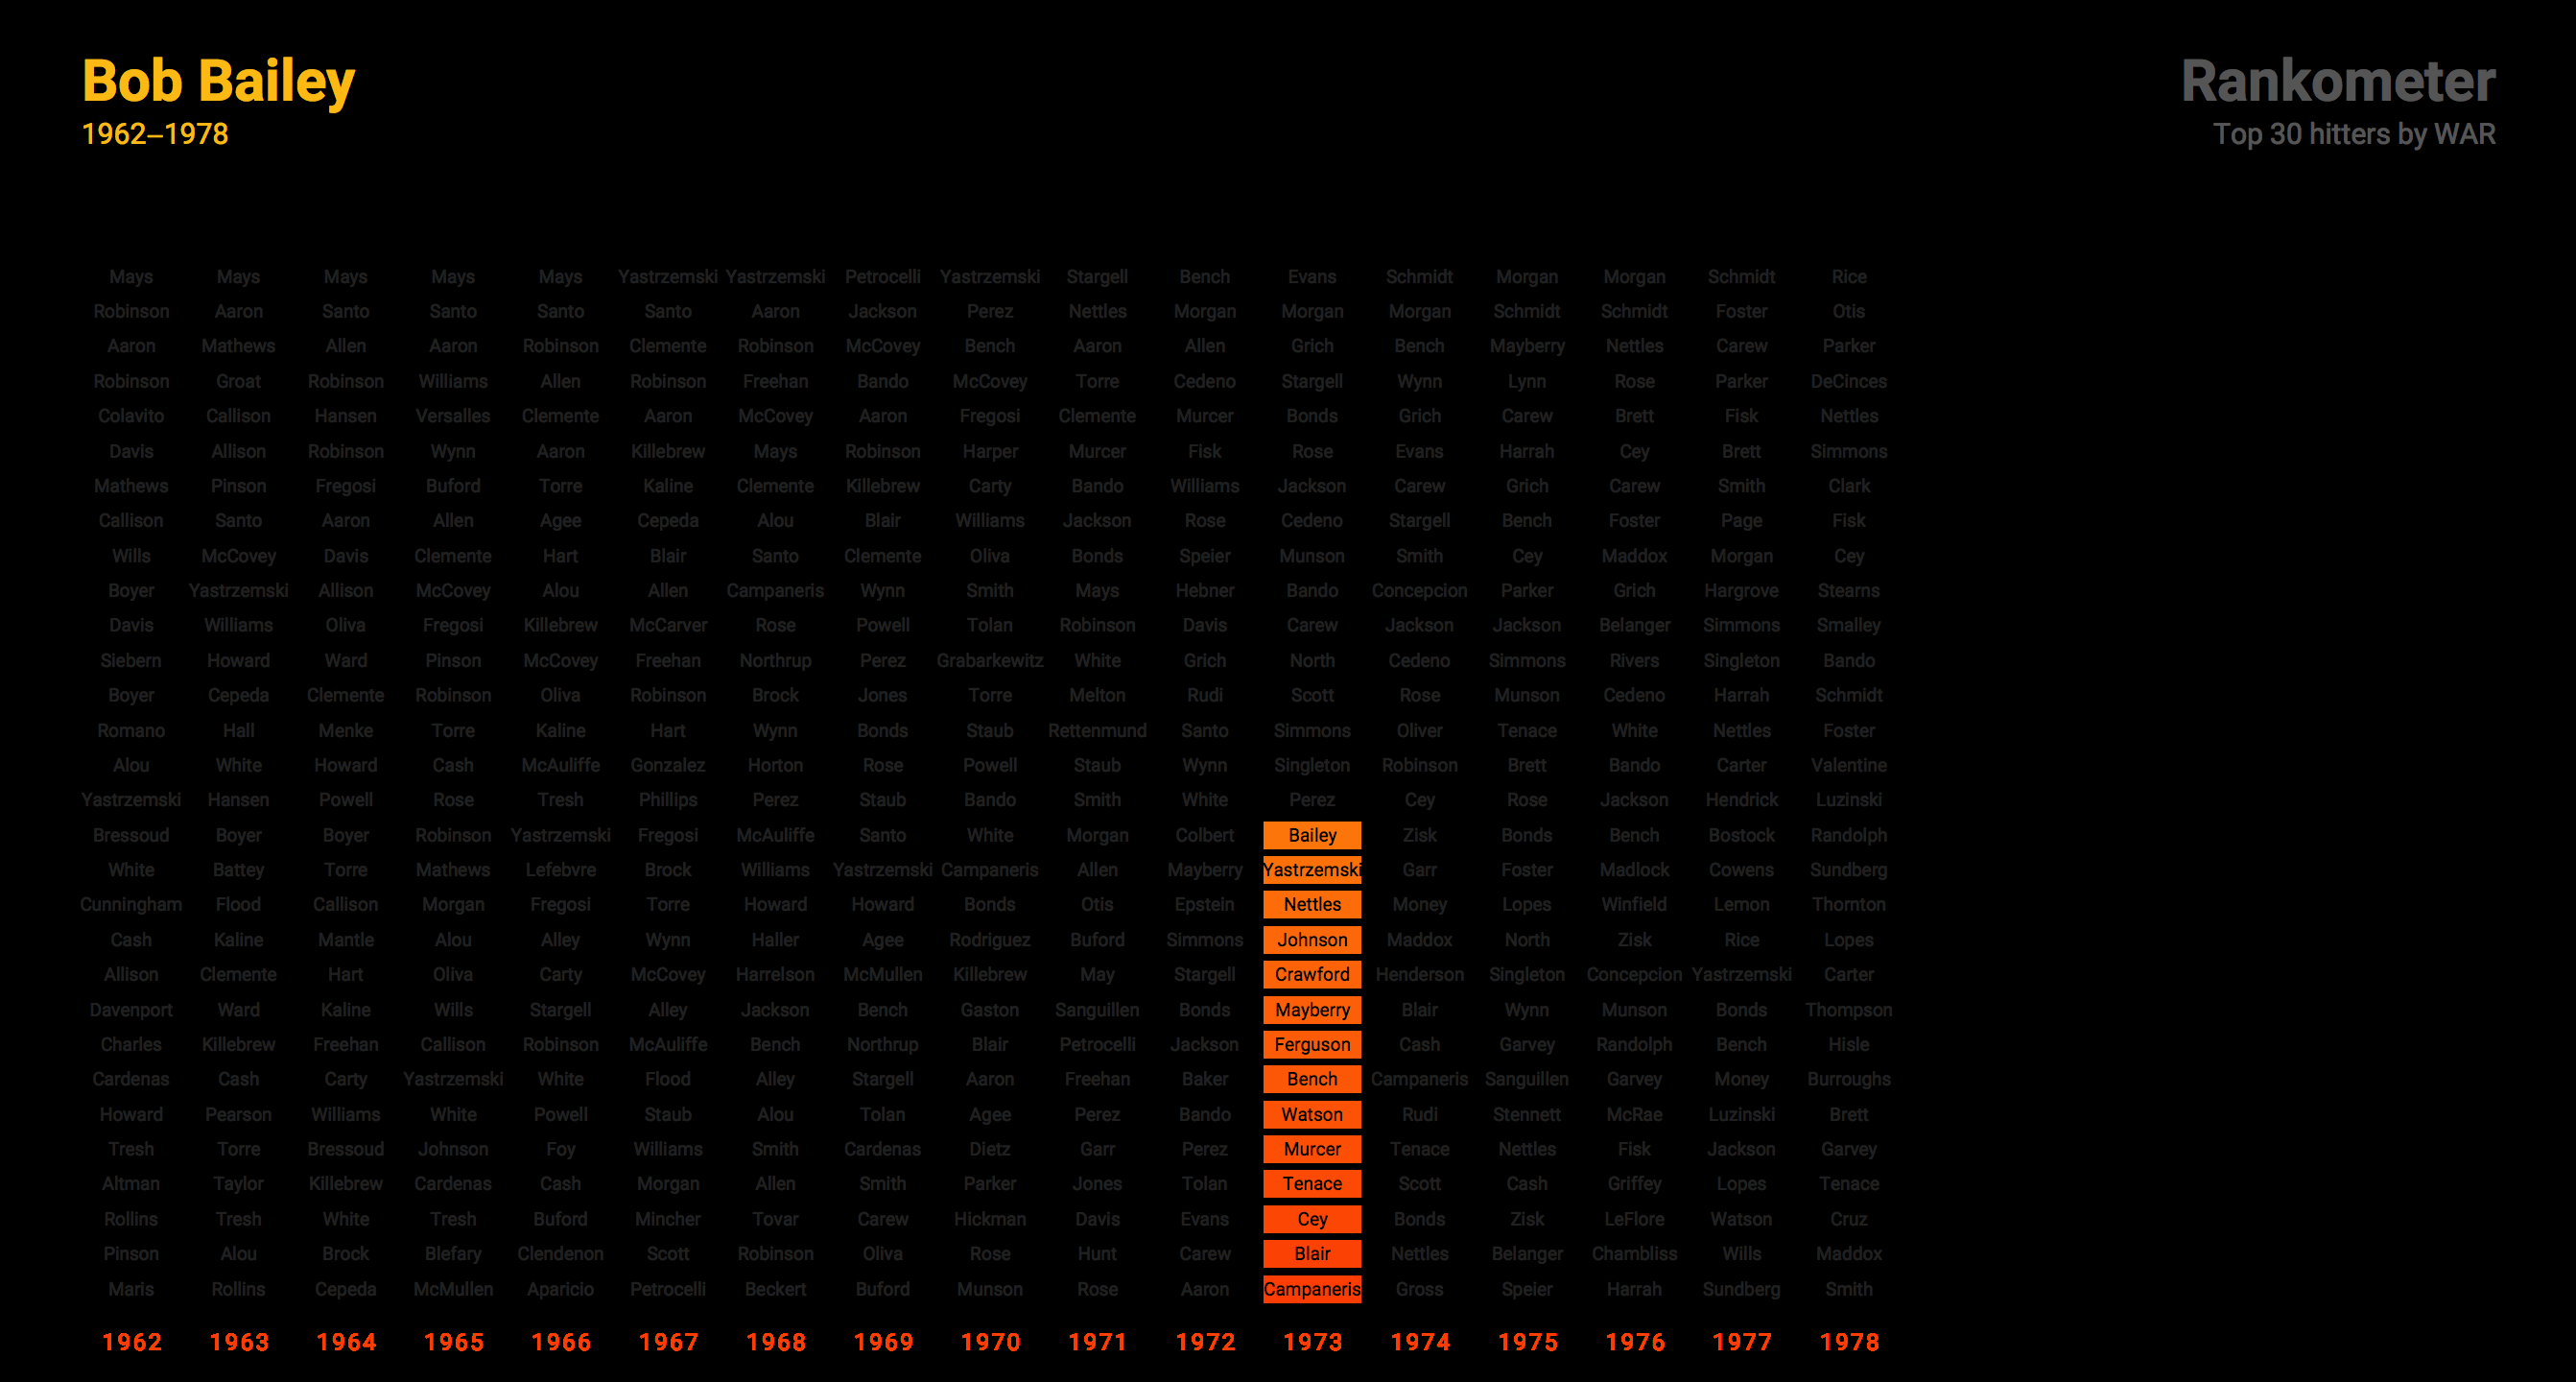 Bob Bailey
1962–1978
Rankometer
Top 30 hitters by WAR
Mays Mays Mays Mays Mays Yastrzemski Yastrzemski Petrocelli Yastrzemski Stargell Bench Evans Schmidt Morgan Morgan Schmidt Rice
Robinson Aaron Santo Santo Santo Santo Aaron Jackson Perez Nettles Morgan Morgan Morgan Schmidt Schmidt Foster Otis
Aaron Mathews Allen Aaron Robinson Clemente Robinson McCovey Bench Aaron Allen Grich Bench Mayberry Nettles Carew Parker
Robinson Groat Robinson Williams Allen Robinson Freehan Bando McCovey Torre Cedeno Stargell Wynn Lynn Rose Parker DeCinces
Colavito Callison Hansen Versalles Clemente Aaron McCovey Aaron Fregosi Clemente Murcer Bonds Grich Carew Brett Fisk Nettles
Davis Allison Robinson Wynn Aaron Killebrew Mays Robinson Harper Murcer Fisk Rose Evans Harrah Cey Brett Simmons
Mathews Pinson Fregosi Buford Torre Kaline Clemente Killebrew Carty Bando Williams Jackson Carew Grich Carew Smith Clark
Callison Santo Aaron Allen Agee Cepeda Alou Blair Williams Jackson Rose Cedeno Stargell Bench Foster Page Fisk
Wills McCovey Davis Clemente Hart Blair Santo Clemente Oliva Bonds Speier Munson Smith Cey Maddox Morgan Cey
Boyer Yastrzemski Allison McCovey Alou Allen Campaneris Wynn Smith Mays Hebner Bando Concepcion Parker Grich Hargrove Stearns
Davis Williams Oliva Fregosi Killebrew McCarver Rose Powell Tolan Robinson Davis Carew Jackson Jackson Belanger Simmons Smalley
Siebern Howard Ward Pinson McCovey Freehan Northrup Perez Grabarkewitz White Grich North Cedeno Simmons Rivers Singleton Bando
Boyer Cepeda Clemente Robinson Oliva Robinson Brock Jones Torre Melton Rudi Scott Rose Munson Cedeno Harrah Schmidt
Romano Hall Menke Torre Kaline Hart Wynn Bonds Staub Rettenmund Santo Simmons Oliver Tenace White Nettles Foster
Alou White Howard Cash McAuliffe Gonzalez Horton Rose Powell Staub Wynn Singleton Robinson Brett Bando Carter Valentine
Yastrzemski Hansen Powell Rose Tresh Phillips Perez Staub Bando Smith White Perez Cey Rose Jackson Hendrick Luzinski
Bressoud Boyer Boyer Robinson Yastrzemski Fregosi McAuliffe Santo White Morgan Colbert Bailey Zisk Bonds Bench Bostock Randolph
White Battey Torre Mathews Lefebvre Brock Williams Yastrzemski Campaneris Allen Mayberry Yastrzemski Garr Foster Madlock Cowens Sundberg
Cunningham Flood Callison Morgan Fregosi Torre Howard Howard Bonds Otis Epstein Nettles Money Lopes Winfield Lemon Thornton
Cash Kaline Mantle Alou Alley Wynn Haller Agee Rodriguez Buford Simmons Johnson Maddox North Zisk Rice Lopes
Allison Clemente Hart Oliva Carty McCovey Harrelson McMullen Killebrew May Stargell Crawford Henderson Singleton Concepcion Yastrzemski Carter
Davenport Ward Kaline Wills Stargell Alley Jackson Bench Gaston Sanguillen Bonds Mayberry Blair Wynn Munson Bonds Thompson
Charles Killebrew Freehan Callison Robinson McAuliffe Bench Northrup Blair Petrocelli Jackson Ferguson Cash Garvey Randolph Bench Hisle
Cardenas Cash Carty Yastrzemski White Flood Alley Stargell Aaron Freehan Baker Bench Campaneris Sanguillen Garvey Money Burroughs
Howard Pearson Williams White Powell Staub Alou Tolan Agee Perez Bando Watson Rudi Stennett McRae Luzinski Brett
Tresh Torre Bressoud Johnson Foy Williams Smith Cardenas Dietz Garr Perez Murcer Tenace Nettles Fisk Jackson Garvey
Altman Taylor Killebrew Cardenas Cash Morgan Allen Smith Parker Jones Tolan Tenace Scott Cash Griffey Lopes Tenace
Rollins Tresh White Tresh Buford Mincher Tovar Carew Hickman Davis Evans Cey Bonds Zisk LeFlore Watson Cruz
Pinson Alou Brock Blefary Clendenon Scott Robinson Oliva Rose Hunt Carew Blair Nettles Belanger Chambliss Wills Maddox
Maris Rollins Cepeda McMullen Aparicio Petrocelli Beckert Buford Munson Rose Aaron Campaneris Gross Speier Harrah Sundberg Smith
1962 1963 1964 1965 1966 1967 1968 1969 1970 1971 1972 1973 1974 1975 1976 1977 1978